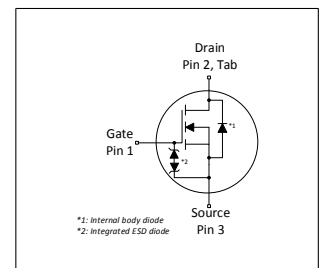 Drain
Pin 2, Tab
*1
Gate
Pin 1
*2
Source
Pin 3
*1: Internal body diode
*2: Integrated ESD diode